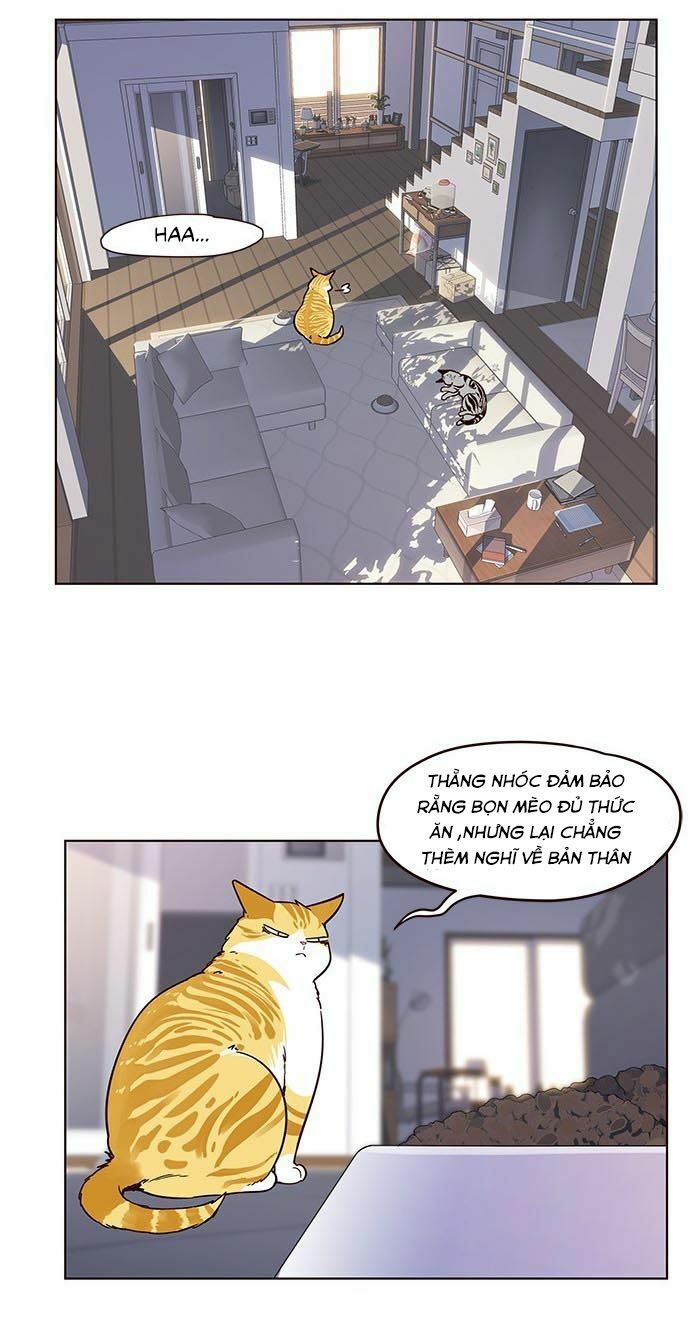 HAA...
THẰNG NHÓC ĐẢM BẢO
RẰNG BỌN MÈO ĐỦ THỨC
ĂN ,NHƯNG LẠI CHẲNG
THÈM NGHĨ VỀ BẢN THÂN